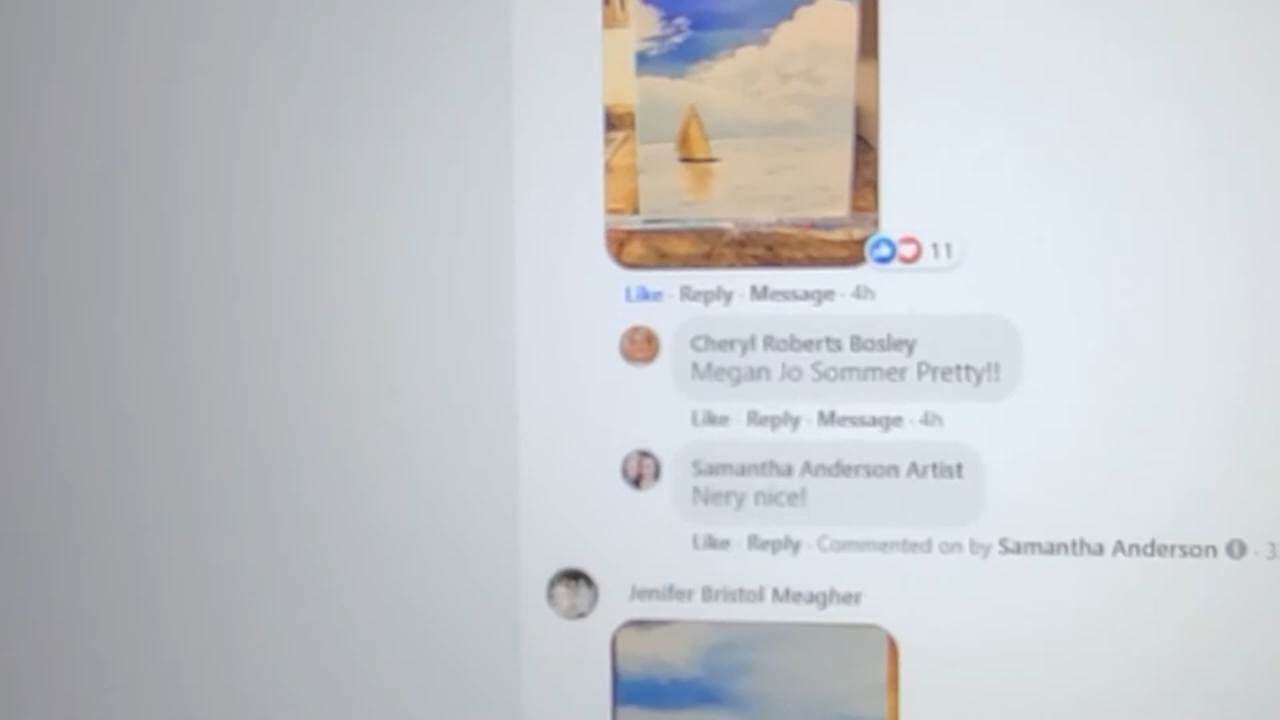 11
Like · Reply · Message · 4h
Cheryl Roberts Bosley
Megan Jo Sommer Pretty!!
Like · Reply · Message · 4h
Samantha Anderson Artist
Nery nice!
Like · Reply · Commented on by Samantha Anderson · 3
Jenifer Bristol Meagher